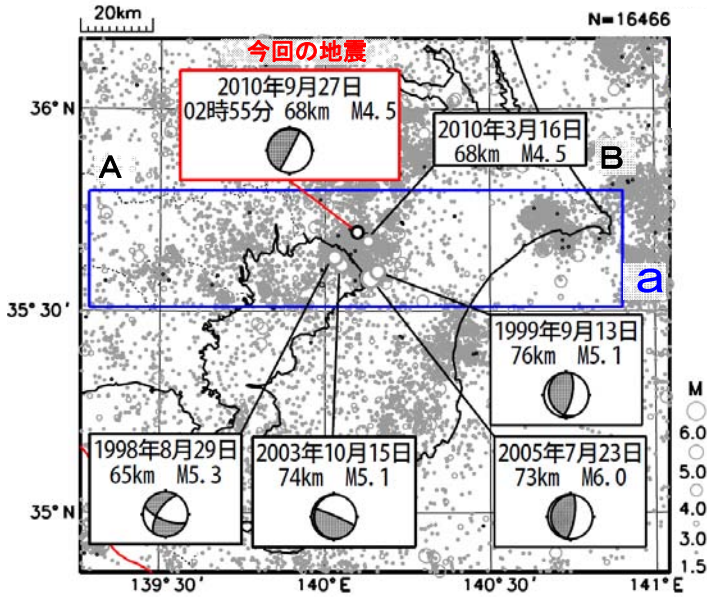 20km
N=16466
今回の地震
36°N
2010年9月27日
02時55分 68km M4.5
2010年3月16日
68km M4.5
A
B
a
35°30′
1999年9月13日
76km M5.1
M
6.0
5.0
4.0
3.0
1.5
1998年8月29日
65km M5.3
2003年10月15日
74km M5.1
2005年7月23日
73km M6.0
35°N
139°30′
140°E
140°30′
141°E